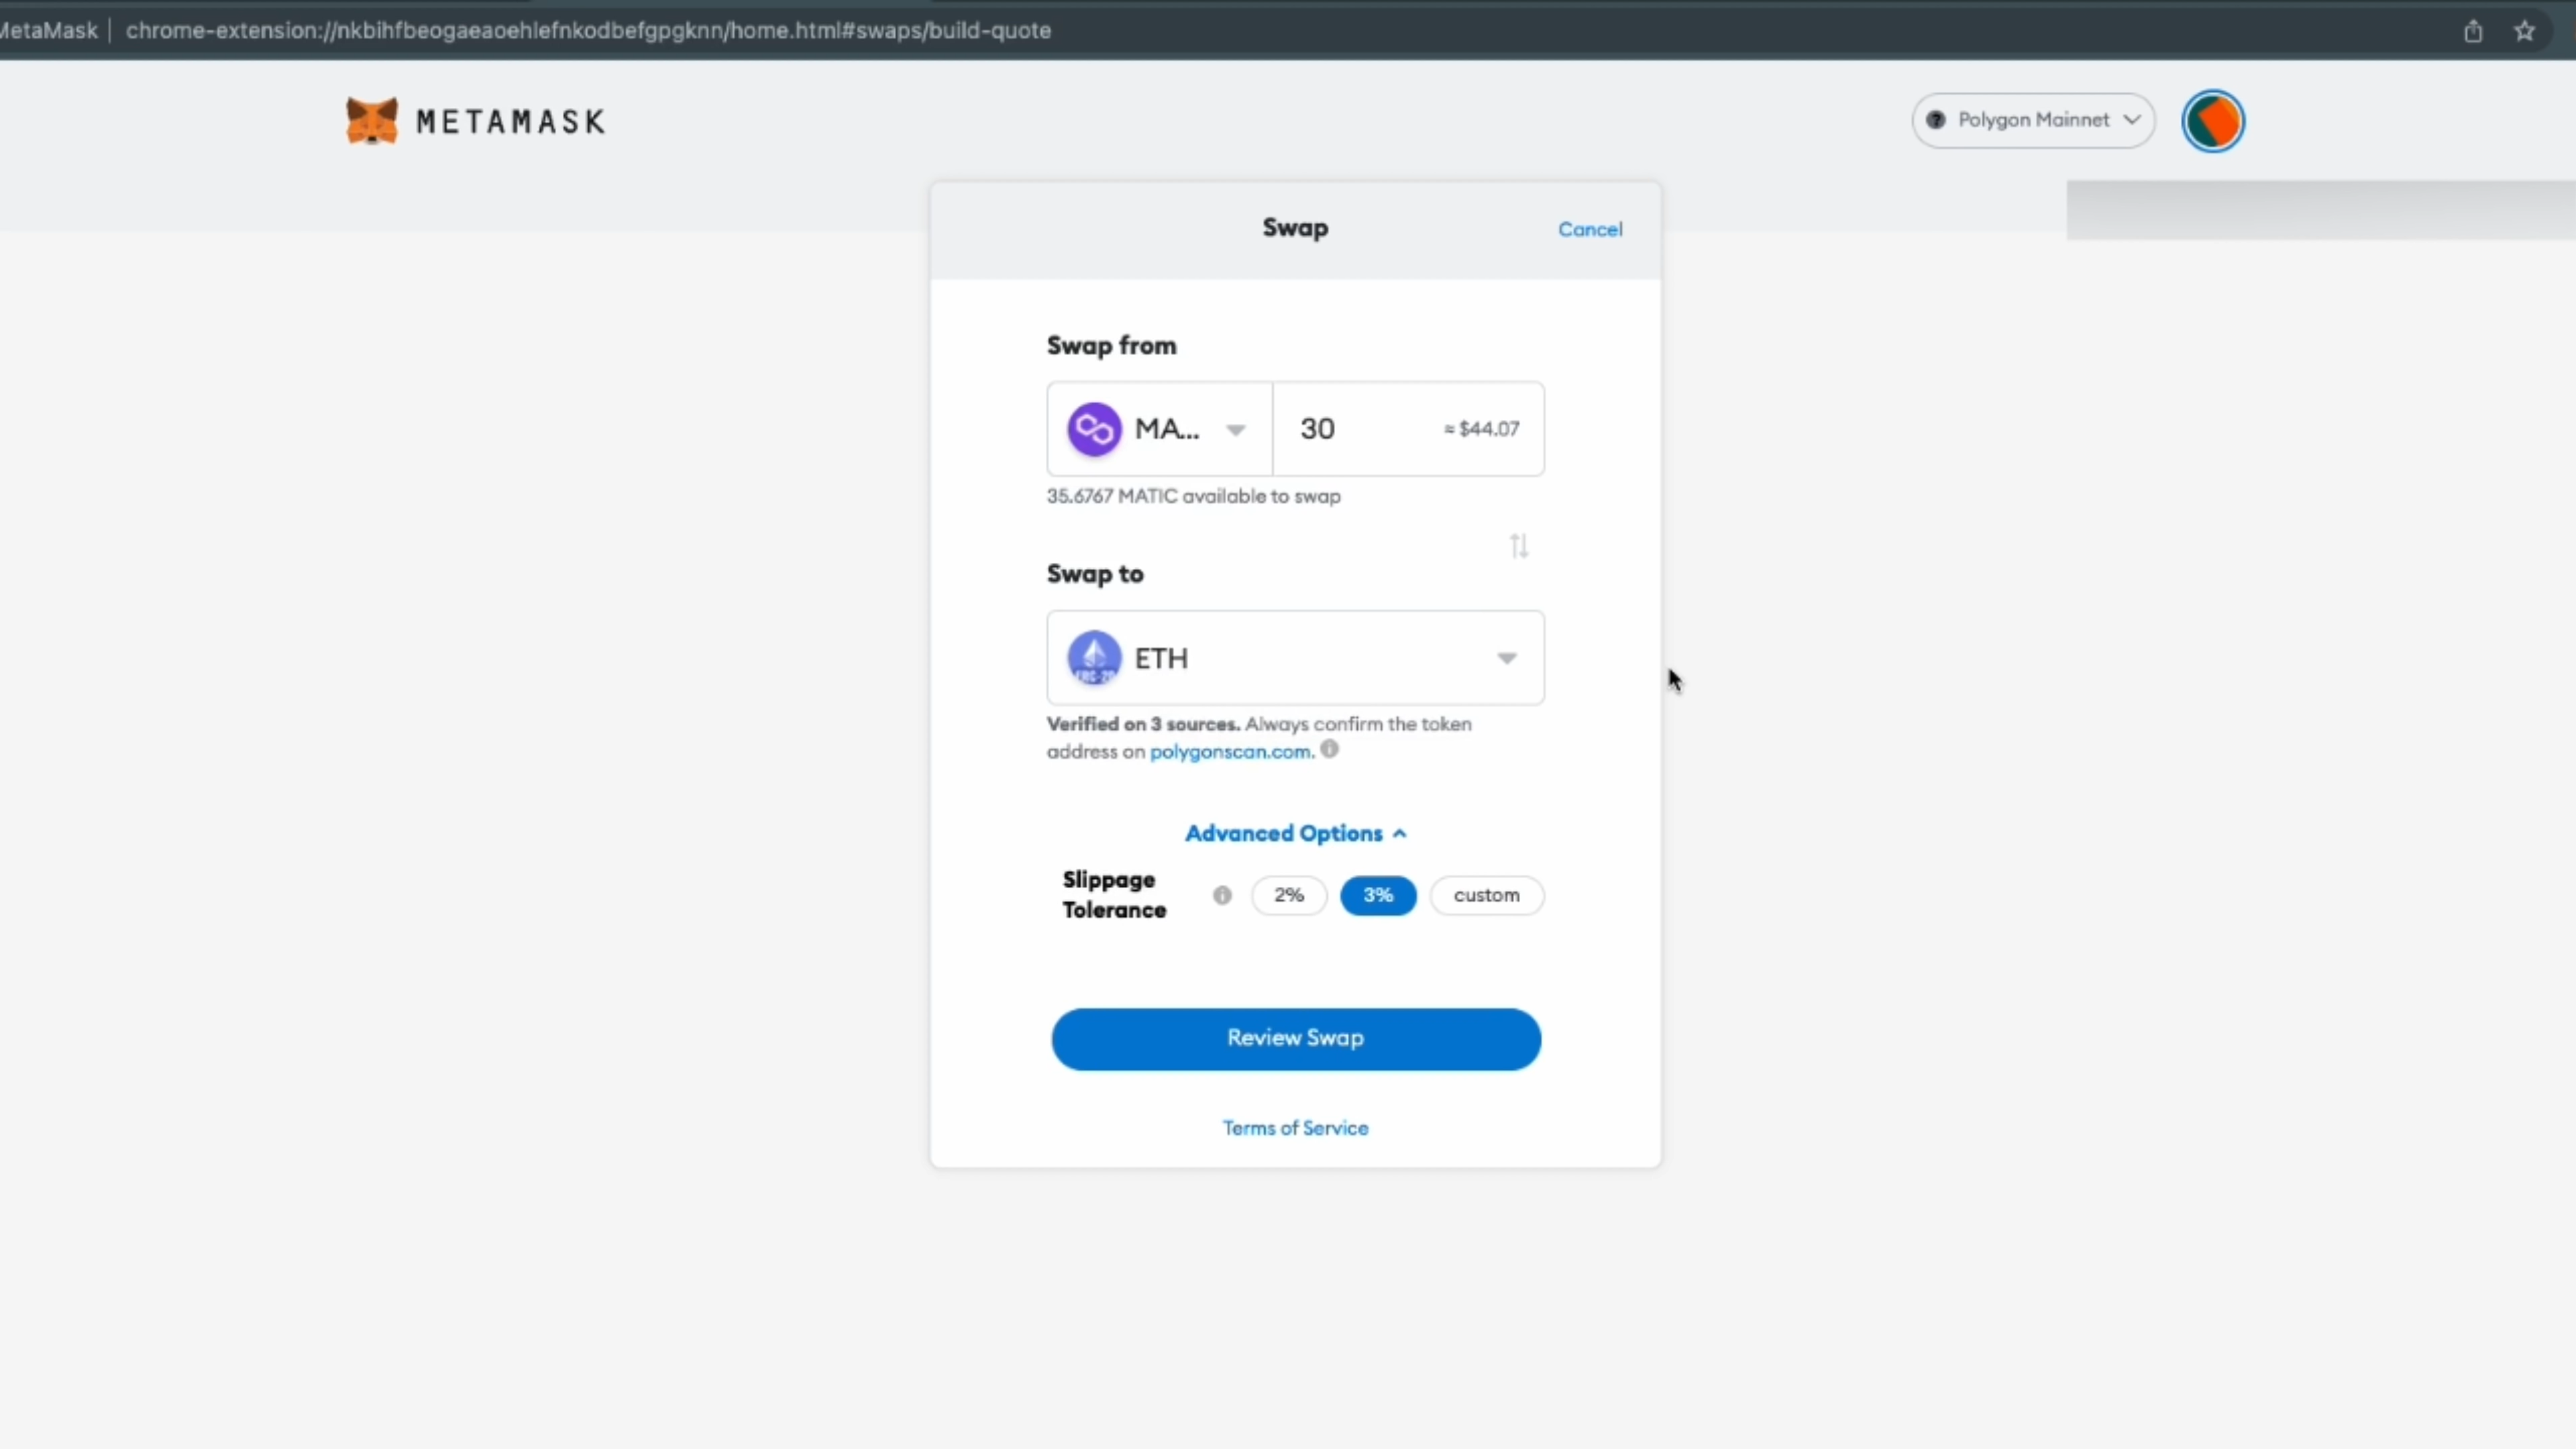 MetaMask | chrome-extension://nkbihfbeogaeaoehlefnkodbefgpgknn/home.html#swaps/build-quote
METAMASK
Polygon Mainnet
Swap
Cancel
Swap from
MA...
30
≈ $44.07
35.6767 MATIC available to swap
Swap to
ERC-20
ETH
Verified on 3 sources. Always confirm the token
address on polygonscan.com.
Advanced Options
Slippage
Tolerance
2%
3%
custom
Review Swap
Terms of Service